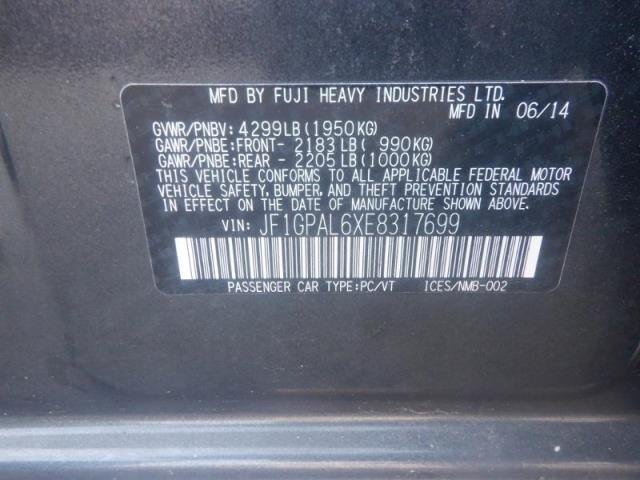 MFD BY FUJI HEAVY INDUSTRIES LTD.
MFD IN 06/14
GVWR/PNBV: 4299LB(1950KG)
GAWR/PNBE:FRONT- 2183LB( 990KG)
GAWR/PNBE:REAR - 2205LB(1000KG)
THIS VEHICLE CONFORMS TO ALL APPLICABLE FEDERAL MOTOR
VEHICLE SAFETY, BUMPER, AND THEFT PREVENTION STANDARDS
IN EFFECT ON THE DATE OF MANUFACTURE SHOWN ABOVE.
VIN: JF1GPAL6XE8317699
PASSENGER CAR TYPE:PC/VT ICES/NMB-002